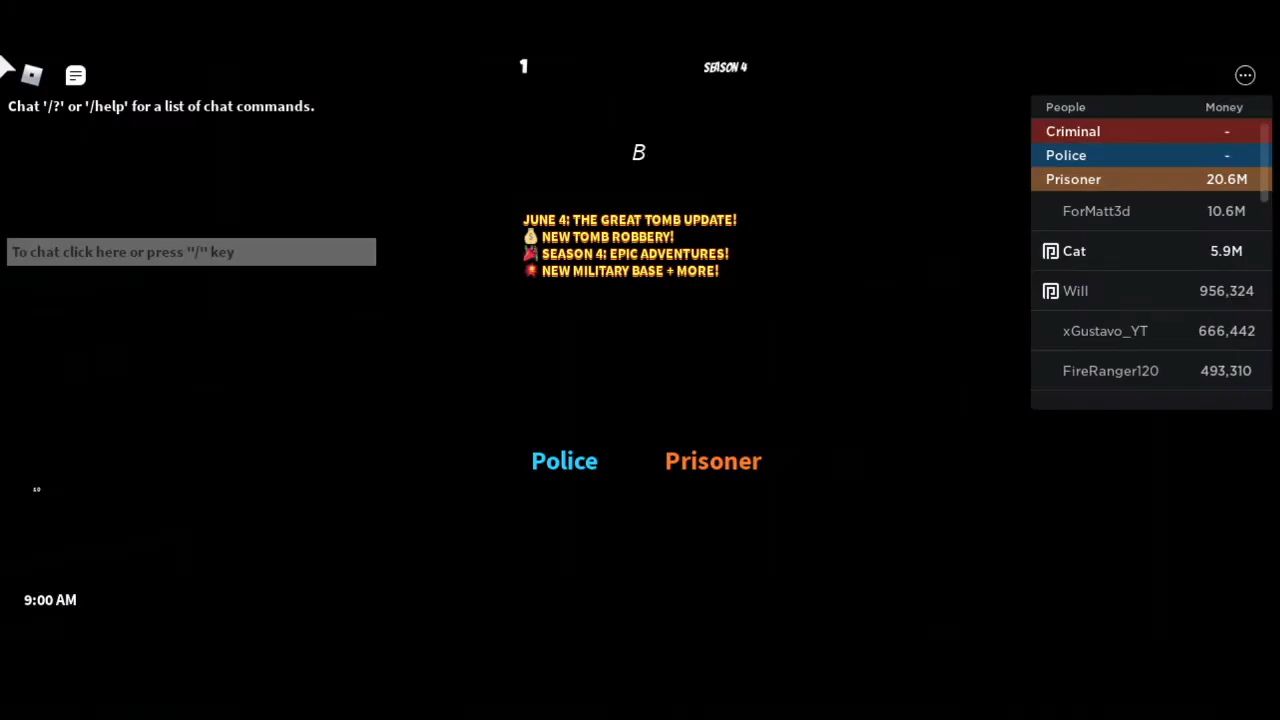 1
SEASON 4
Chat '/?' or '/help' for a list of chat commands.
People Money
Criminal -
Police -
Prisoner 20.6M
ForMatt3d 10.6M
Cat 5.9M
Will 956,324
xGustavo_YT 666,442
FireRanger120 493,310
B
JUNE 4: THE GREAT TOMB UPDATE!
NEW TOMB ROBBERY!
SEASON 4: EPIC ADVENTURES!
NEW MILITARY BASE + MORE!
To chat click here or press "/" key
Police Prisoner
9:00 AM